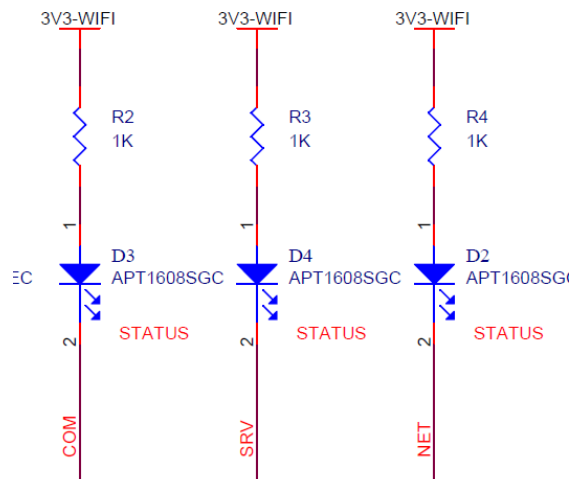 3V3-WIFI 3V3-WIFI 3V3-WIFI
R2 R3 R4
1K 1K 1K
1 1 1
D3 D4 D2
EC APT1608SGC APT1608SGC APT1608SGC
STATUS STATUS STATUS
2 2 2
COM SRV NET